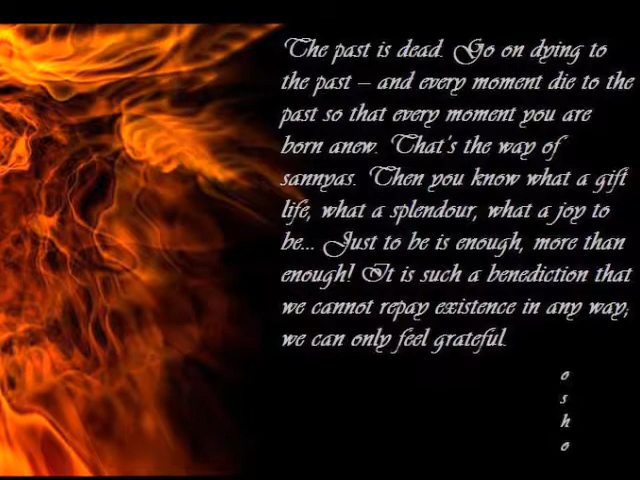 The past is dead. Go on dying to
the past – and every moment die to the
past so that every moment you are
born anew. That's the way of
sannyas. Then you know what a gift
life, what a splendour, what a joy to
be... Just to be is enough, more than
enough! It is such a benediction that
we cannot repay existence in any way;
we can only feel grateful.
o
s
h
o